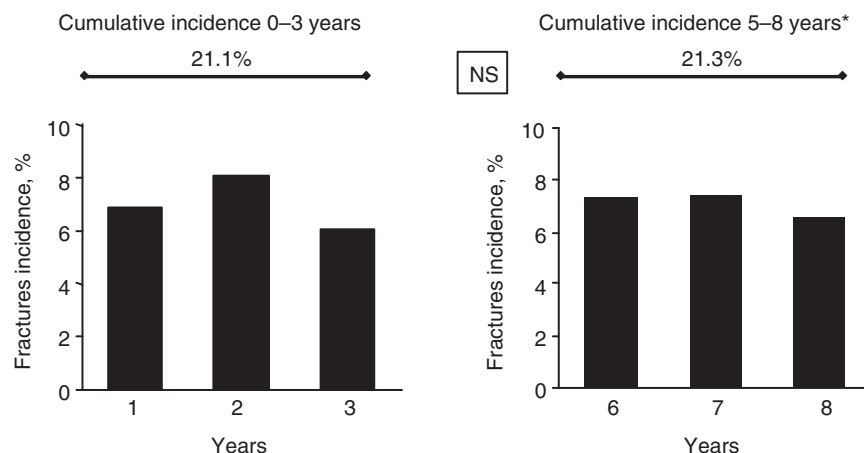 Cumulative incidence 0–3 years
21.1%
Fractures incidence, %
10
8
6
4
2
0
1 2 3
Years
NS
Cumulative incidence 5–8 years*
21.3%
Fractures incidence, %
10
8
6
4
2
0
6 7 8
Years